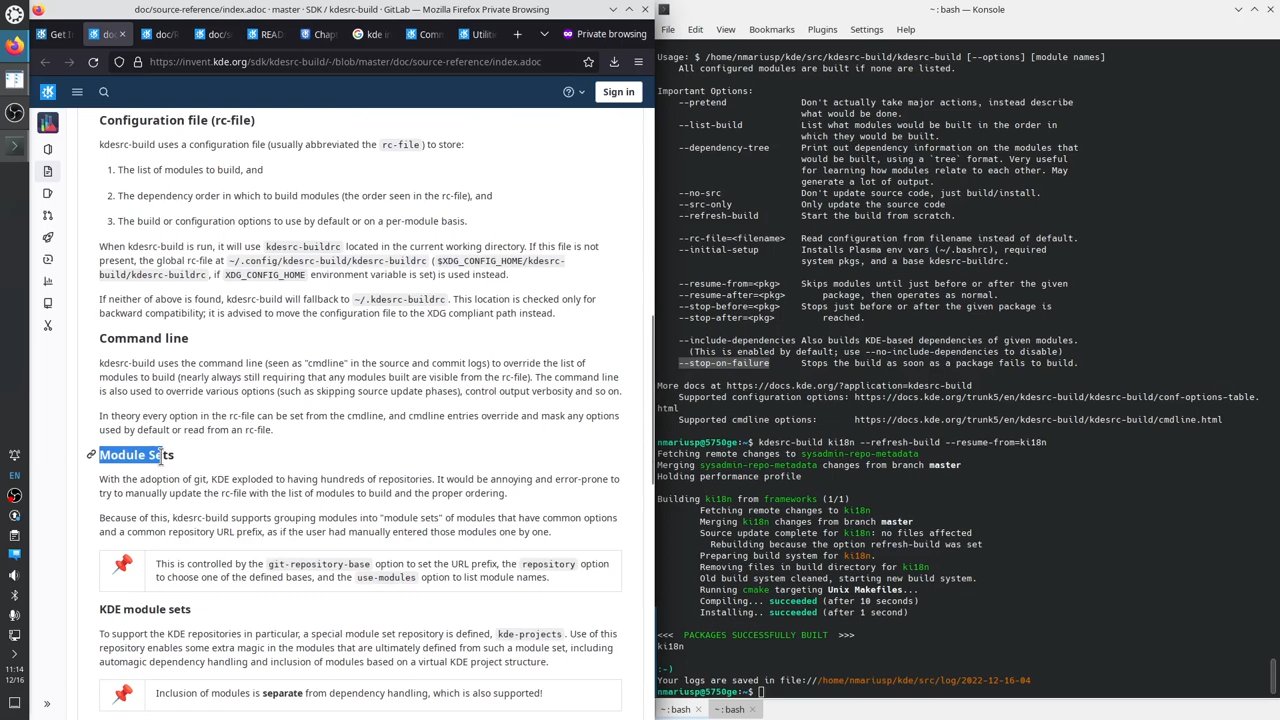 doc/source-reference/index.adoc · master · SDK / kdesrc-build · GitLab — Mozilla Firefox Private Browsing
Get I
doc
doc/R
doc/s
READ
Chapt
kde in
Comm
Utiliti
Private browsing
https://invent.kde.org/sdk/kdesrc-build/-/blob/master/doc/source-reference/index.adoc
Sign in
Configuration file (rc-file)
kdesrc-build uses a configuration file (usually abbreviated the rc-file) to store:
1. The list of modules to build, and
2. The dependency order in which to build modules (the order seen in the rc-file), and
3. The build or configuration options to use by default or on a per-module basis.
When kdesrc-build is run, it will use kdesrc-buildrc located in the current working directory. If this file is not
present, the global rc-file at ~/.config/kdesrc-build/kdesrc-buildrc ( $XDG_CONFIG_HOME/kdesrc-
build/kdesrc-buildrc, if XDG_CONFIG_HOME environment variable is set) is used instead.
If neither of above is found, kdesrc-build will fallback to ~/.kdesrc-buildrc. This location is checked only for
backward compatibility; it is advised to move the configuration file to the XDG compliant path instead.
Command line
kdesrc-build uses the command line (seen as "cmdline" in the source and commit logs) to override the list of
modules to build (nearly always still requiring that any modules built are visible from the rc-file). The command line
is also used to override various options (such as skipping source update phases), control output verbosity and so on.
In theory every option in the rc-file can be set from the cmdline, and cmdline entries override and mask any options
used by default or read from an rc-file.
Module Sets
With the adoption of git, KDE exploded to having hundreds of repositories. It would be annoying and error-prone to
try to manually update the rc-file with the list of modules to build and the proper ordering.
Because of this, kdesrc-build supports grouping modules into "module sets" of modules that have common options
and a common repository URL prefix, as if the user had manually entered those modules one by one.
This is controlled by the git-repository-base option to set the URL prefix, the repository option
to choose one of the defined bases, and the use-modules option to list module names.
KDE module sets
To support the KDE repositories in particular, a special module set repository is defined, kde-projects. Use of this
repository enables some extra magic in the modules that are ultimately defined from such a module set, including
automagic dependency handling and inclusion of modules based on a virtual KDE project structure.
Inclusion of modules is separate from dependency handling, which is also supported!
EN
11:14
12/16
~ : bash — Konsole
File Edit View Bookmarks Plugins Settings Help
Usage: $ /home/nmariusp/kde/src/kdesrc-build/kdesrc-build [--options] [module names]
All configured modules are built if none are listed.
Important Options:
--pretend Don't actually take major actions, instead describe
what would be done.
--list-build List what modules would be built in the order in
which they would be built.
--dependency-tree Print out dependency information on the modules that
would be built, using a `tree` format. Very useful
for learning how modules relate to each other. May
generate a lot of output.
--no-src Don't update source code, just build/install.
--src-only Only update the source code
--refresh-build Start the build from scratch.
--rc-file=<filename> Read configuration from filename instead of default.
--initial-setup Installs Plasma env vars (~/.bashrc), required
system pkgs, and a base kdesrc-buildrc.
--resume-from=<pkg> Skips modules until just before or after the given
--resume-after=<pkg> package, then operates as normal.
--stop-before=<pkg> Stops just before or after the given package is
--stop-after=<pkg> reached.
--include-dependencies Also builds KDE-based dependencies of given modules.
(This is enabled by default; use --no-include-dependencies to disable)
--stop-on-failure Stops the build as soon as a package fails to build.
More docs at https://docs.kde.org/?application=kdesrc-build
Supported configuration options: https://docs.kde.org/trunk5/en/kdesrc-build/kdesrc-build/conf-options-table.
html
Supported cmdline options: https://docs.kde.org/trunk5/en/kdesrc-build/kdesrc-build/cmdline.html
nmariusp@5750ge:~$ kdesrc-build ki18n --refresh-build --resume-from=ki18n
Fetching remote changes to sysadmin-repo-metadata
Merging sysadmin-repo-metadata changes from branch master
Holding performance profile
Building ki18n from frameworks (1/1)
Fetching remote changes to ki18n
Merging ki18n changes from branch master
Source update complete for ki18n: no files affected
Rebuilding because the option refresh-build was set
Preparing build system for ki18n.
Removing files in build directory for ki18n
Old build system cleaned, starting new build system.
Running cmake targeting Unix Makefiles...
Compiling... succeeded (after 10 seconds)
Installing.. succeeded (after 1 second)
<<< PACKAGES SUCCESSFULLY BUILT >>>
ki18n
:-)
Your logs are saved in file:///home/nmariusp/kde/src/log/2022-12-16-04
nmariusp@5750ge:~$
~ : bash
~ : bash